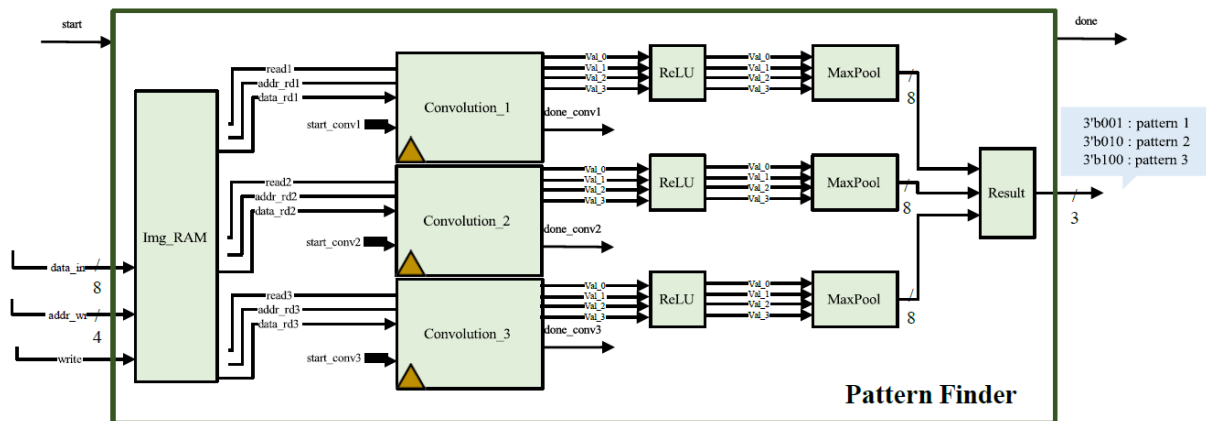 start
done
read1
addr_rd1
data_rd1
start_conv1
Convolution_1
Val_0
Val_1
Val_2
Val_3
done_conv1
ReLU
Val_0
Val_1
Val_2
Val_3
MaxPool
8
3'b001 : pattern 1
3'b010 : pattern 2
3'b100 : pattern 3
Img_RAM
read2
addr_rd2
data_rd2
start_conv2
Convolution_2
Val_0
Val_1
Val_2
Val_3
done_conv2
ReLU
Val_0
Val_1
Val_2
Val_3
MaxPool
8
Result
3
data_in
8
addr_wr
4
write
read3
addr_rd3
data_rd3
start_conv3
Convolution_3
Val_0
Val_1
Val_2
Val_3
done_conv3
ReLU
Val_0
Val_1
Val_2
Val_3
MaxPool
8
Pattern Finder